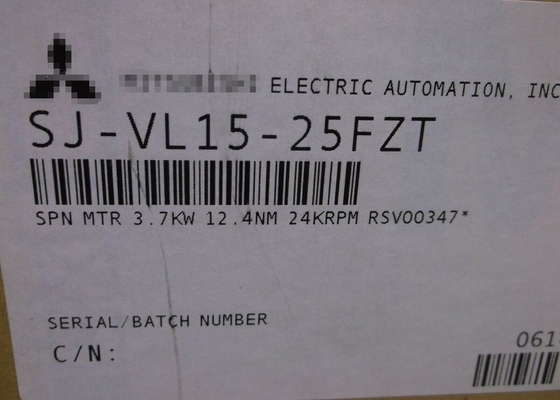 ELECTRIC AUTOMATION, INC
SJ-VL15-25FZT
SPN MTR 3.7KW 12.4NM 24KRPM RSV00347*
SERIAL/BATCH NUMBER
C/N:
061